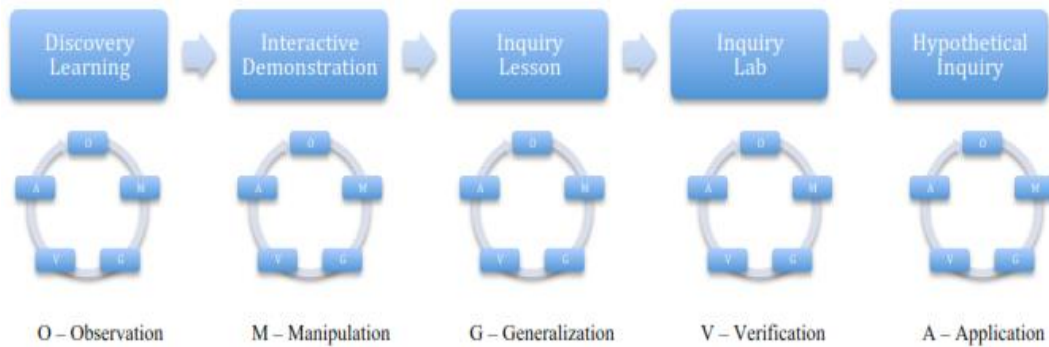 Discovery
Learning
Interactive
Demonstration
Inquiry
Lesson
Inquiry
Lab
Hypothetical
Inquiry
O
A
M
V
G
O
A
M
V
G
O
A
M
V
G
O
A
M
V
G
O
A
M
V
G
O – Observation
M – Manipulation
G – Generalization
V – Verification
A – Application